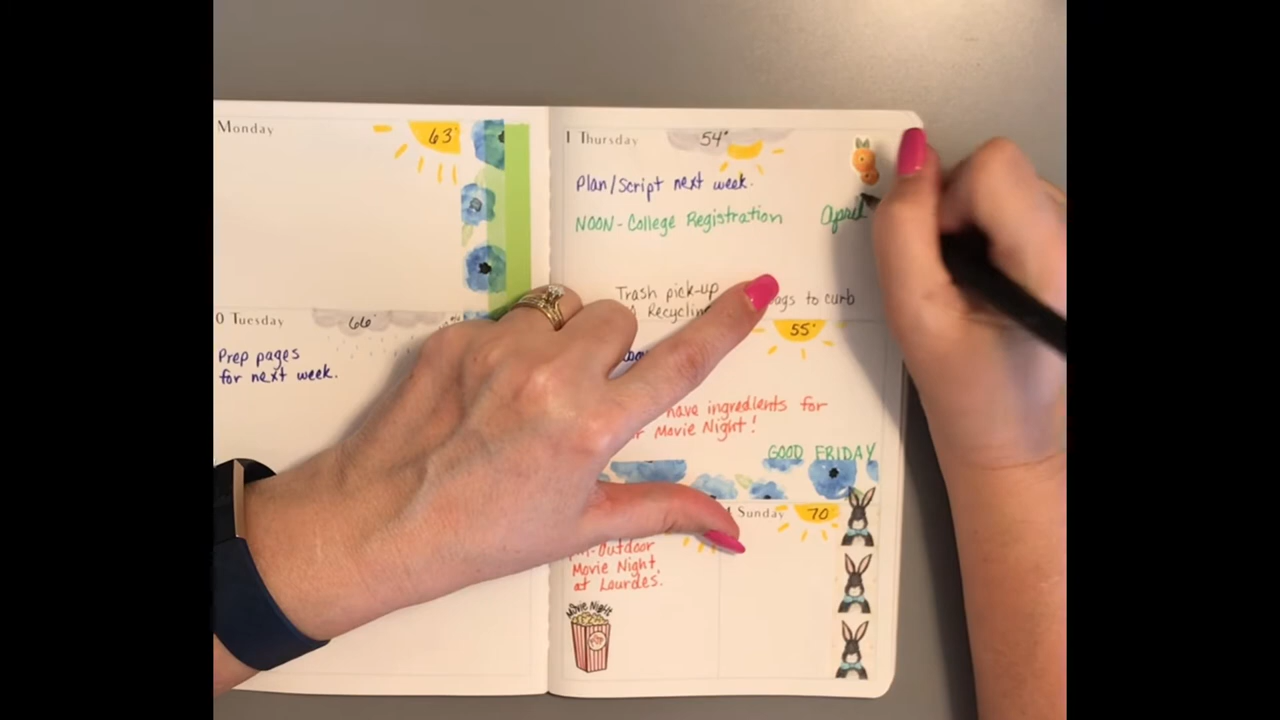 Monday
63°
0 Tuesday
66°
Prep pages
for next week.
1 Thursday
54°
Plan/Script next week.
NOON - College Registration
April
Trash pick-up
Recyclin
bags to curb
55°
have ingredients for
Movie Night!
GOOD FRIDAY
4 Sunday
70
Outdoor
Movie Night
at Lourdes.
Movie Night